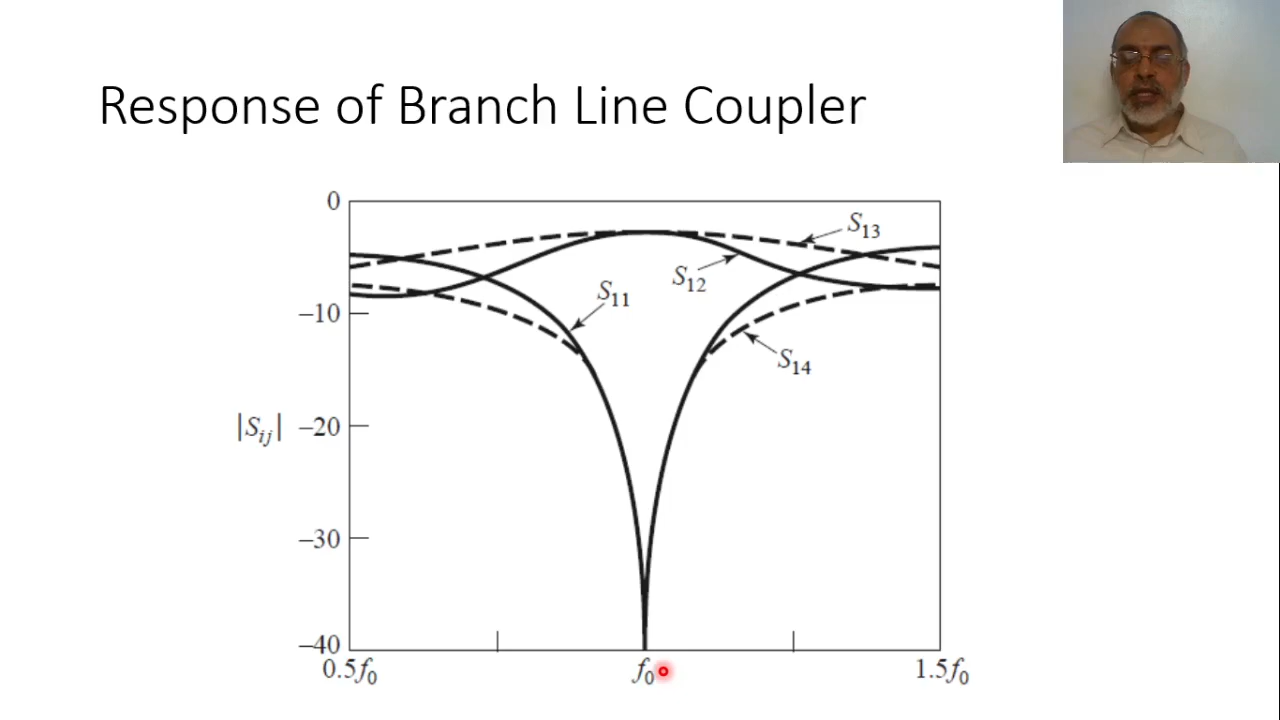 Response of Branch Line Coupler
0
S13
S12
S11
−10
S14
|Sij| −20
−30
−40
0.5f0 f0 1.5f0